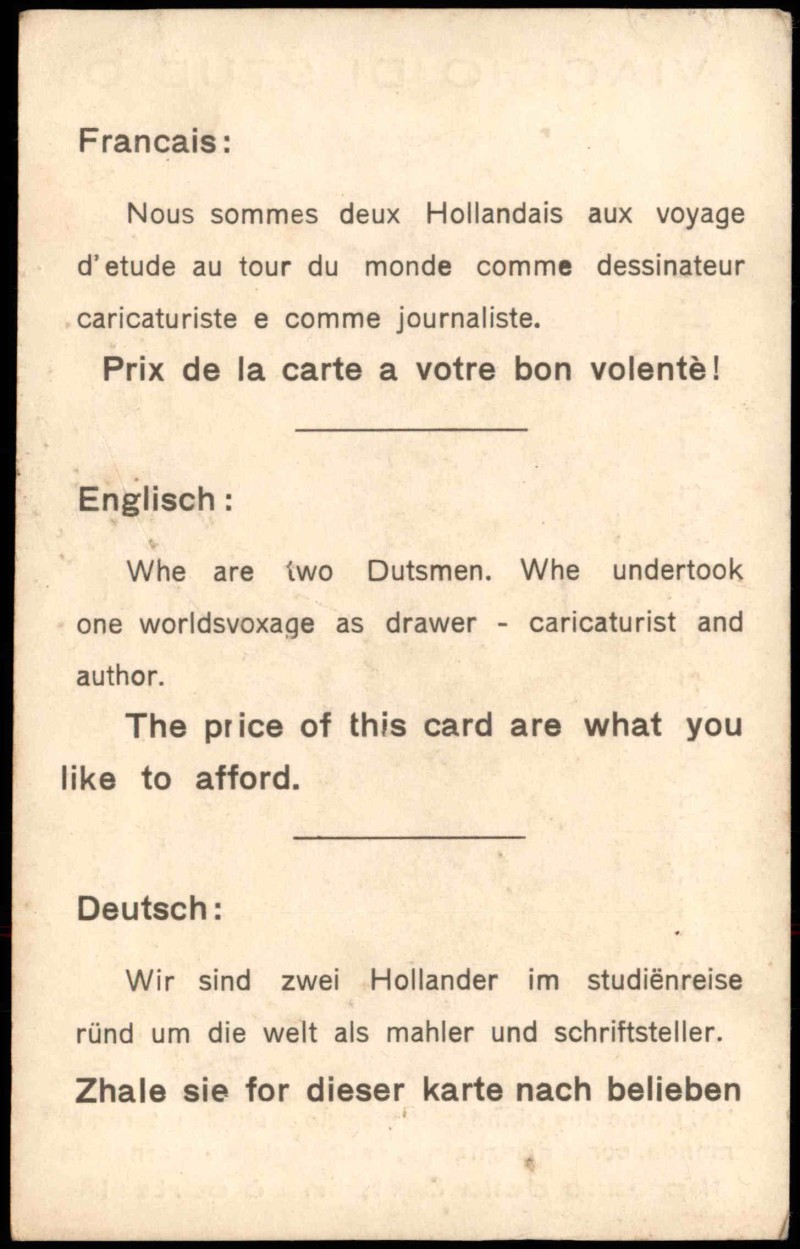 Francais:
Nous sommes deux Hollandais aux voyage
d'etude au tour du monde comme dessinateur
caricaturiste e comme journaliste.
Prix de la carte a votre bon volentè!
Englisch:
Whe are two Dutsmen. Whe undertook
one worldsvoxage as drawer - caricaturist and
author.
The price of this card are what you
like to afford.
Deutsch:
Wir sind zwei Hollander im studiënreise
ründ um die welt als mahler und schriftsteller.
Zhale sie for dieser karte nach belieben